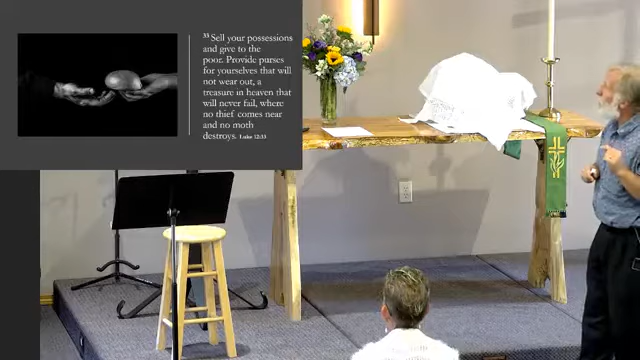 33 Sell your possessions
and give to the
poor. Provide purses
for yourselves that will
not wear out, a
treasure in heaven that
will never fail, where
no thief comes near
and no moth
destroys. Luke 12:33